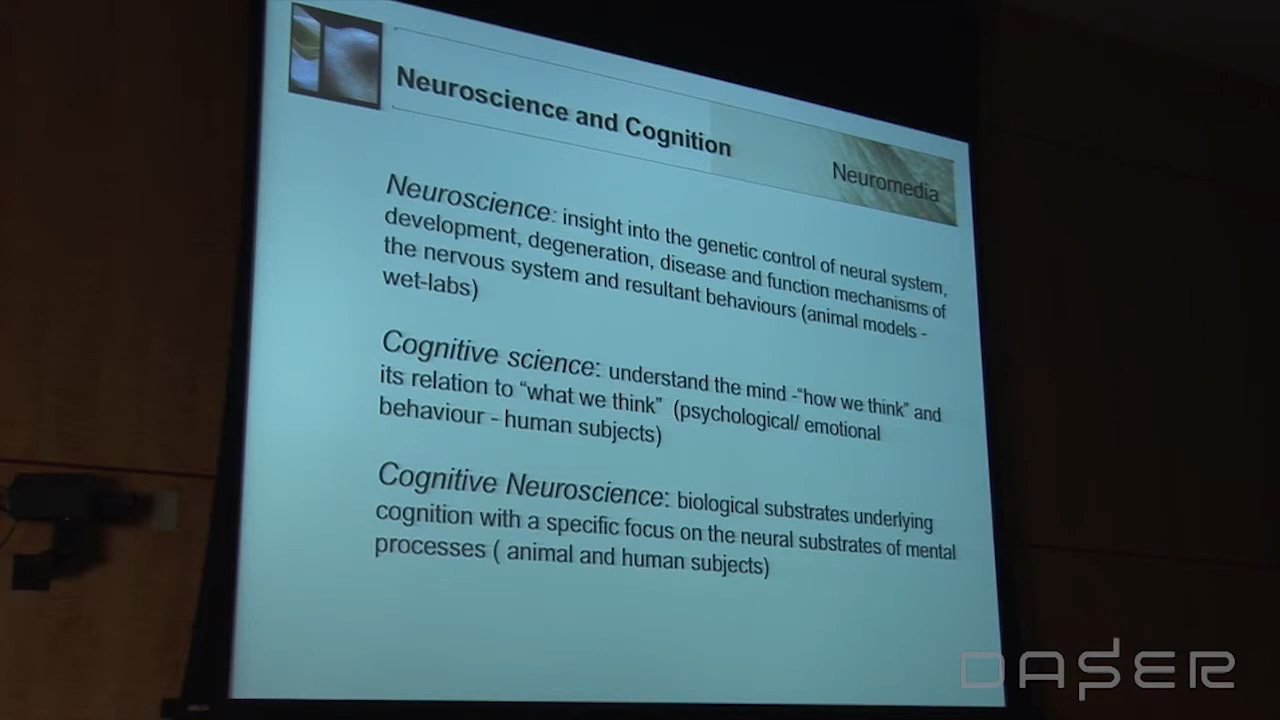 Neuroscience and Cognition
Neuromedia
Neuroscience: insight into the genetic control of neural system,
development, degeneration, disease and function mechanisms of
the nervous system and resultant behaviours (animal models -
wet-labs)
Cognitive science: understand the mind -“how we think” and
its relation to “what we think” (psychological/ emotional
behaviour - human subjects)
Cognitive Neuroscience: biological substrates underlying
cognition with a specific focus on the neural substrates of mental
processes ( animal and human subjects)
DASER